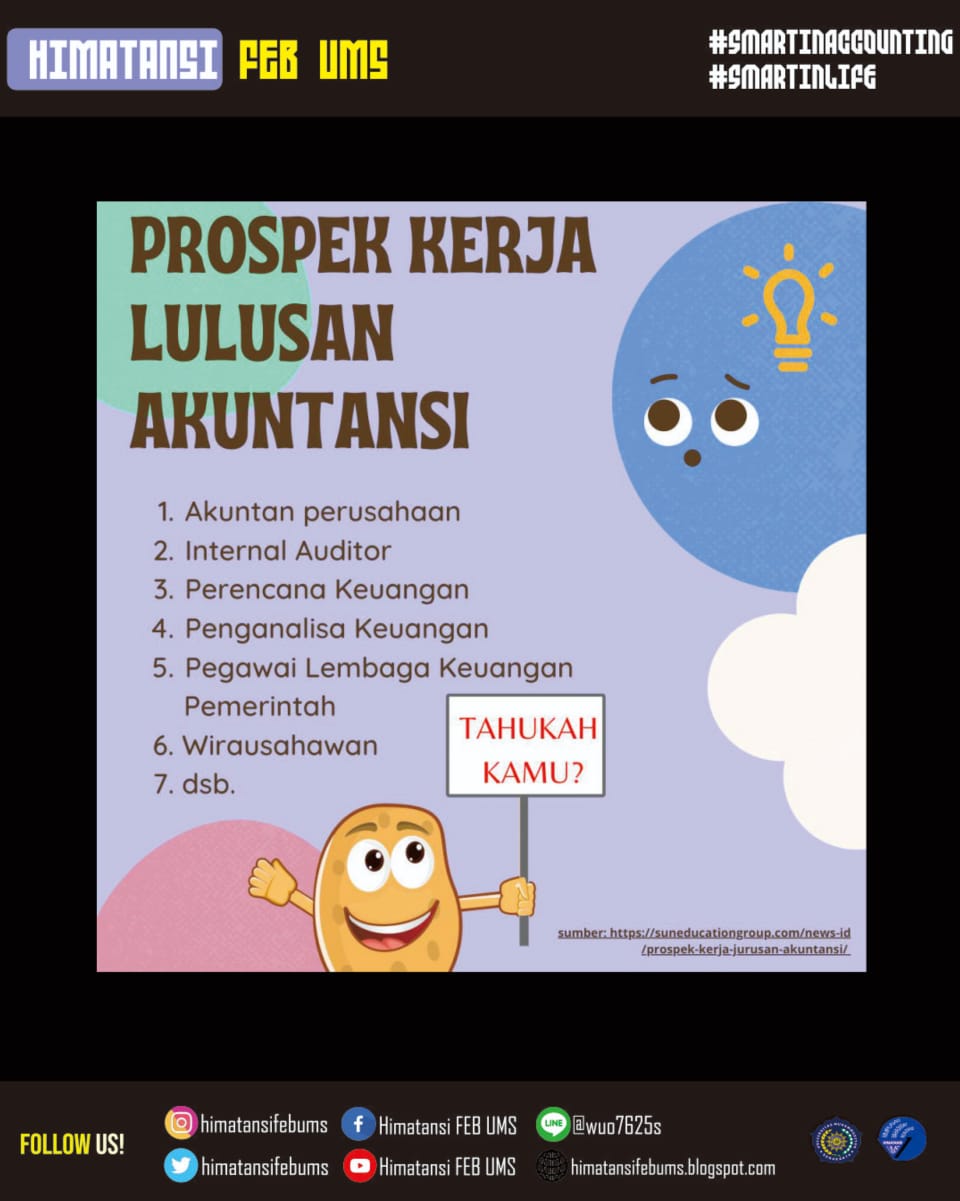 HIMATANSI FEB UMS
#SMARTINACCOUNTING
#SMARTINLIFE
PROSPEK KERJA
LULUSAN
AKUNTANSI
1. Akuntan perusahaan
2. Internal Auditor
3. Perencana Keuangan
4. Penganalisa Keuangan
5. Pegawai Lembaga Keuangan
Pemerintah
6. Wirausahawan
7. dsb.
TAHUKAH
KAMU?
sumber: https://suneducationgroup.com/news-id
/prospek-kerja-jurusan-akuntansi/
FOLLOW US!
himatansifebums
Himatansi FEB UMS
LINE
@wuo7625s
himatansifebums
Himatansi FEB UMS
himatansifebums.blogspot.com